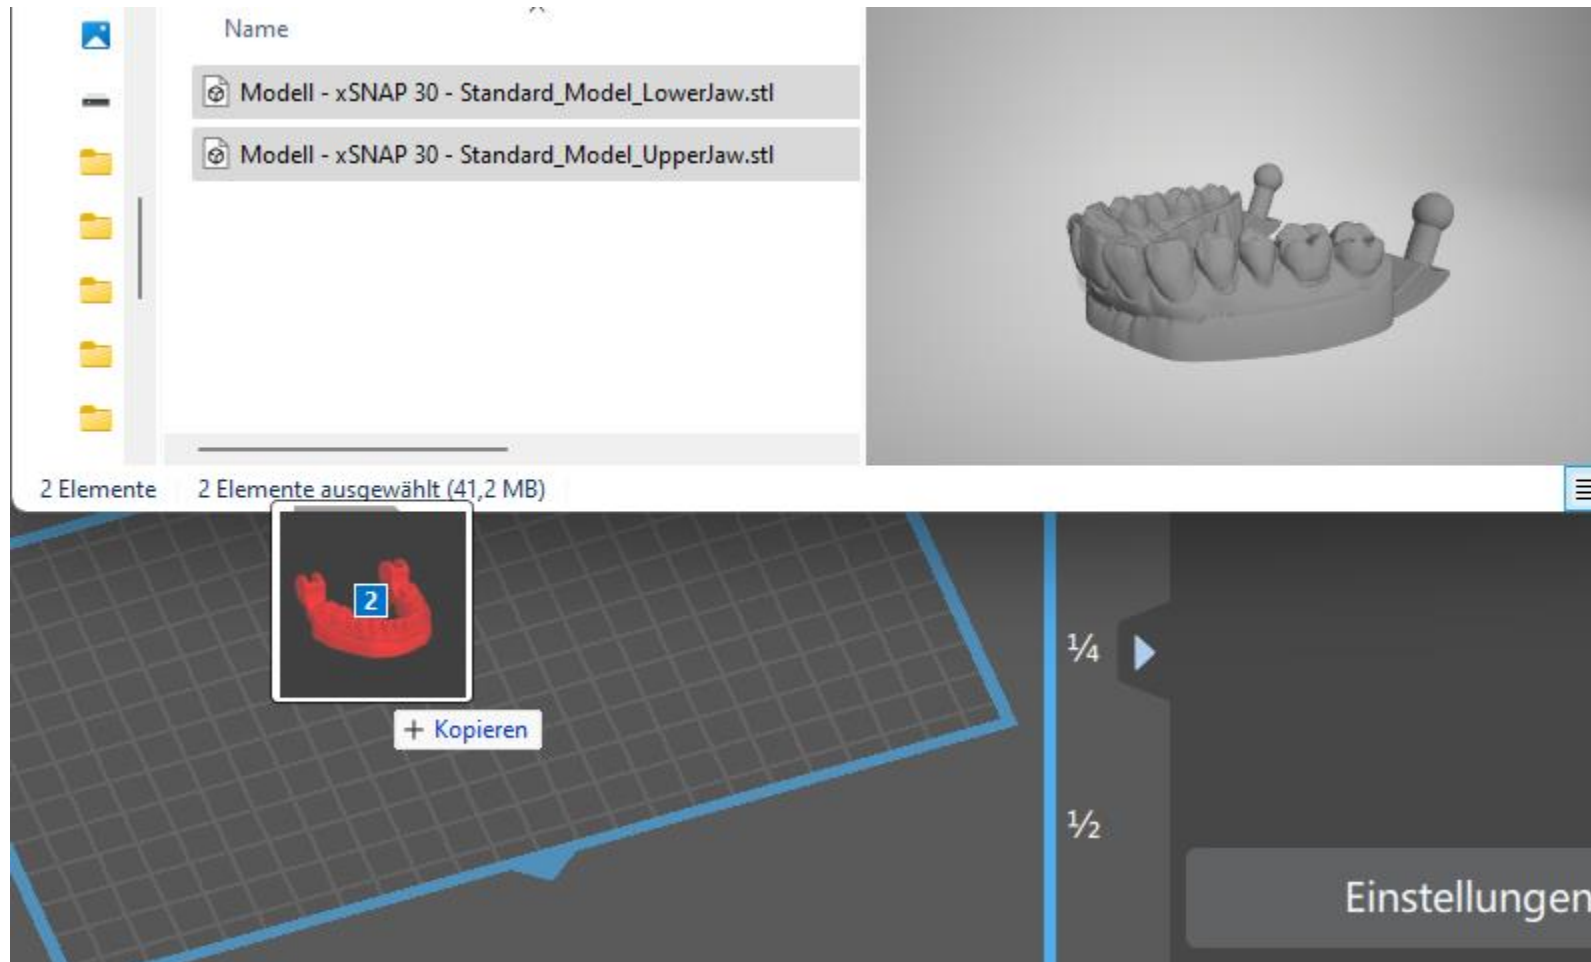 Name
Modell - xSNAP 30 - Standard_Model_LowerJaw.stl
Modell - xSNAP 30 - Standard_Model_UpperJaw.stl
2 Elemente 2 Elemente ausgewählt (41,2 MB)
2
+ Kopieren
¼
½
Einstellungen